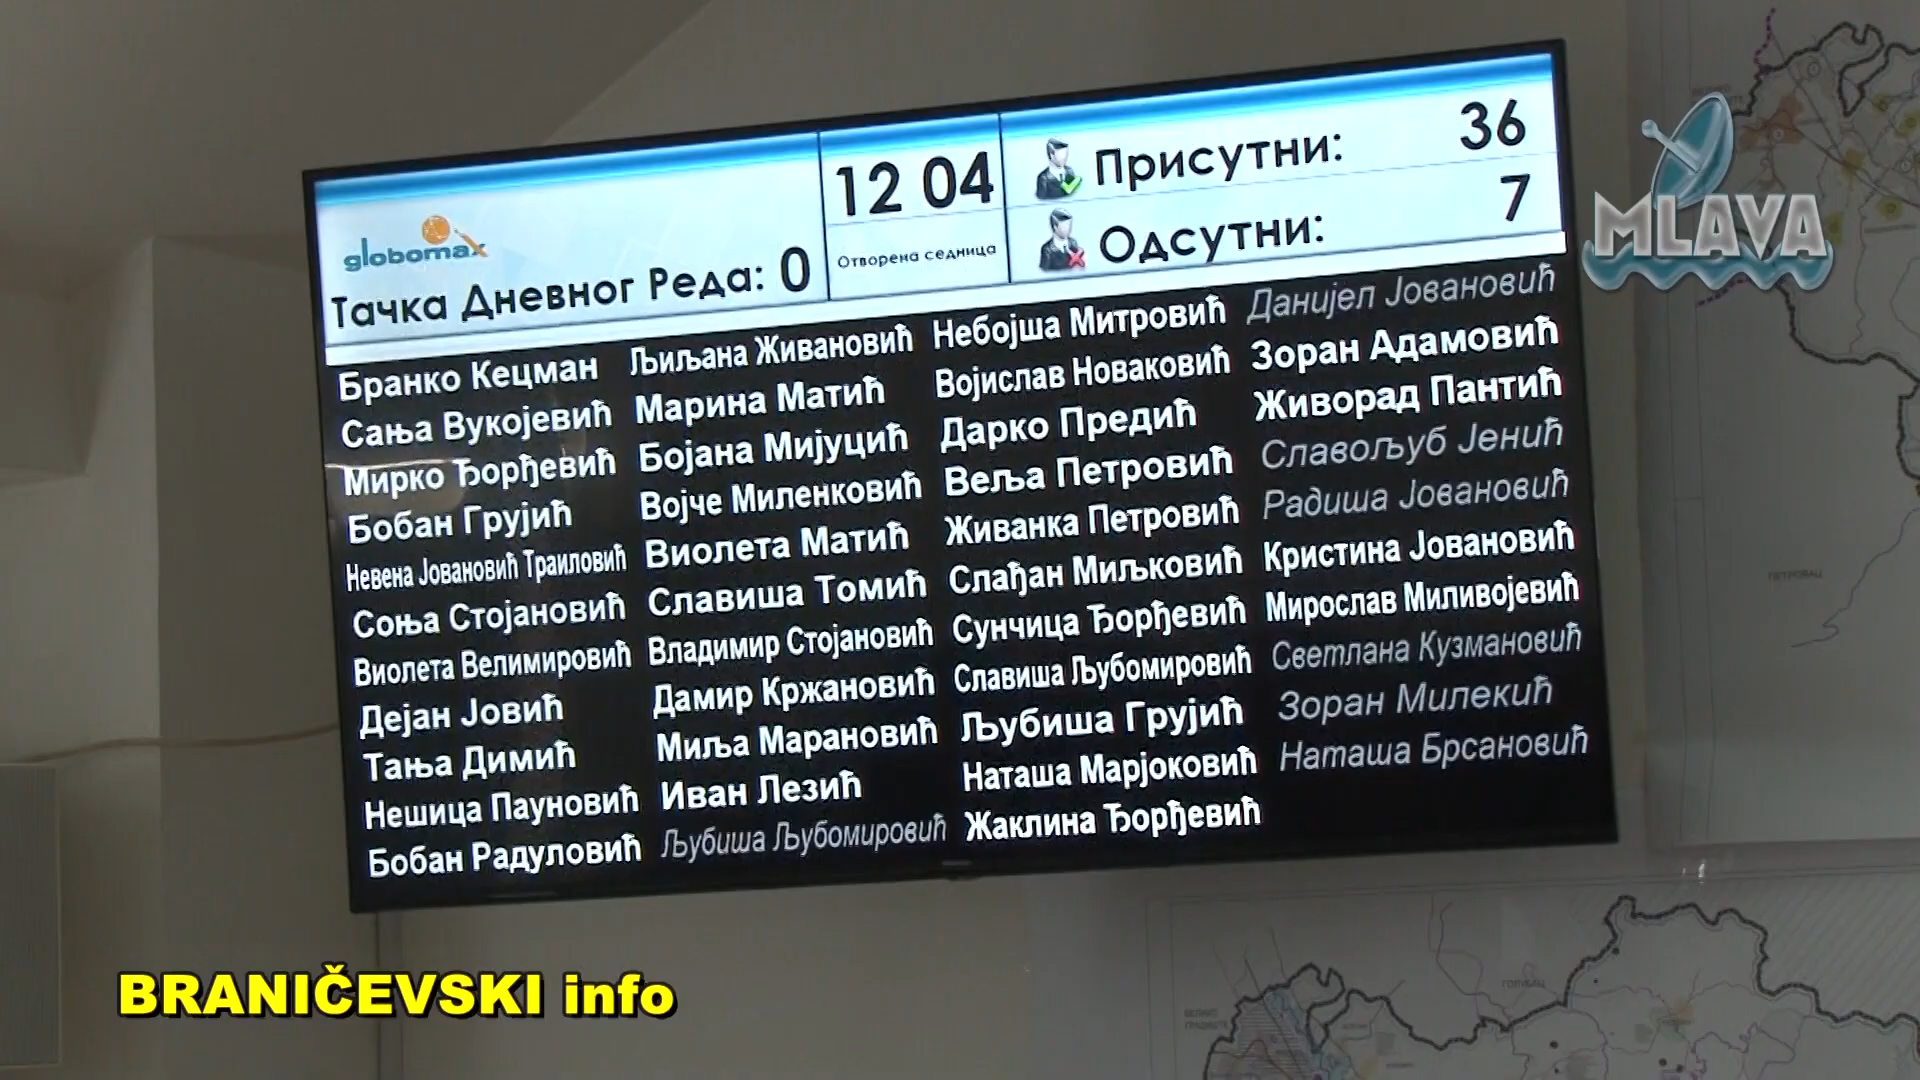 globomax
Тачка Дневног Реда: 0
12 04
Отворена седница
Присутни: 36
Одсутни: 7
Бранко Кецман
Сања Вукојевић
Мирко Ђорђевић
Бобан Грујић
Невена Јовановић Траиловић
Соња Стојановић
Виолета Велимировић
Дејан Јовић
Тања Димић
Нешица Пауновић
Бобан Радуловић
Љиљана Живановић
Марина Матић
Бојана Мијуцић
Војче Миленковић
Виолета Матић
Славиша Томић
Владимир Стојановић
Дамир Кржановић
Миља Марановић
Иван Лезић
Љубиша Љубомировић
Небојша Митровић
Војислав Новаковић
Дарко Предић
Веља Петровић
Живанка Петровић
Слађан Миљковић
Сунчица Ђорђевић
Славиша Љубомировић
Љубиша Грујић
Наташа Марјоковић
Жаклина Ђорђевић
Данијел Јовановић
Зоран Адамовић
Живорад Пантић
Славољуб Јенић
Радиша Јовановић
Кристина Јовановић
Мирослав Миливојевић
Светлана Кузмановић
Зоран Милекић
Наташа Брсановић
MLAVA
ПЕТРОВАЦ
ГОЛУБАЦ
ВЕЛИКО
ГРАДИШТЕ
BRANIČEVSKI info